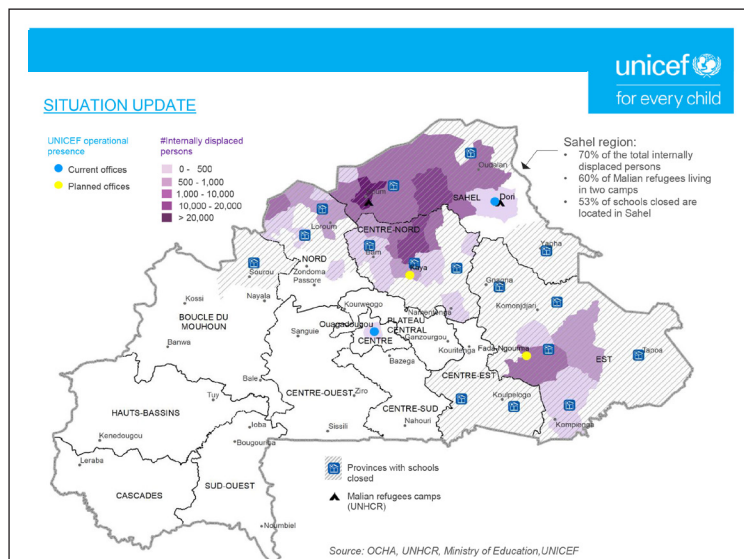 unicef
for every child
SITUATION UPDATE
UNICEF operational
presence
Current offices
Planned offices
#Internally displaced
persons
0 - 500
500 - 1,000
1,000 - 10,000
10,000 - 20,000
> 20,000
Sahel region:
• 70% of the total internally
displaced persons
• 60% of Malian refugees living
in two camps
• 53% of schools closed are
located in Sahel
Oudalan
SAHEL
Dori
Loroum
CENTRE-NORD
Bam
Kaya
Yagha
NORD
Sourou
Zondoma
Passore
Gnagna
Komondjari
Kossi
Nayala
Kourweogo
Namentenga
BOUCLE DU
MOUHOUN
Ouagadougou
PLATEAU
CENTRAL
Sanguie
CENTRE
Ganzourgou
Banwa
Kouritenga
Fada-Ngourma
Bazega
EST
Tapoa
Bale
CENTRE-EST
CENTRE-OUEST
Ziro
Koulpelogo
Tuy
HAUTS-BASSINS
CENTRE-SUD
Nahouri
Kompienga
Ioba
Sissili
Kenedougou
Bougouriba
Leraba
SUD-OUEST
CASCADES
Noumbiel
Provinces with schools
closed
Malian refugees camps
(UNHCR)
Source: OCHA, UNHCR, Ministry of Education,UNICEF